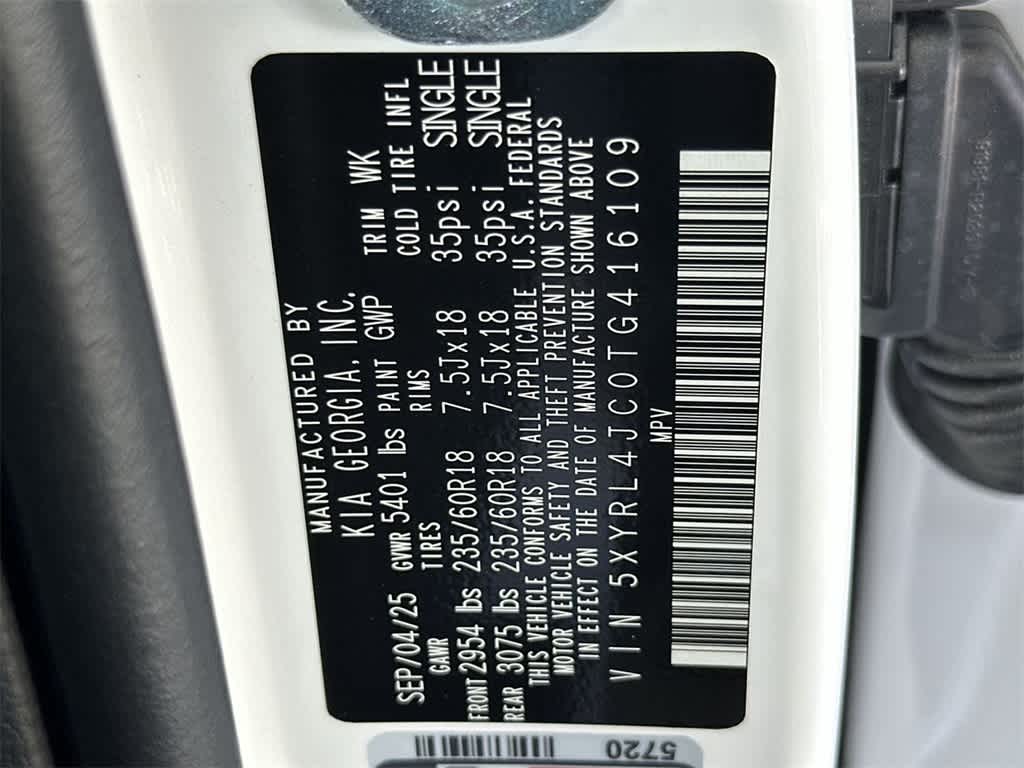 MANUFACTURED BY
KIA GEORGIA, INC.
SEP/04/25 GVWR 5401 lbs PAINT GWP TRIM WK
GAWR TIRES RIMS COLD TIRE INFL
FRONT 2954 lbs 235/60R18 7.5Jx18 35psi SINGLE
REAR 3075 lbs 235/60R18 7.5Jx18 35psi SINGLE
THIS VEHICLE CONFORMS TO ALL APPLICABLE U.S.A. FEDERAL
MOTOR VEHICLE SAFETY AND THEFT PREVENTION STANDARDS
IN EFFECT ON THE DATE OF MANUFACTURE SHOWN ABOVE
VIN 5XYRL4JC0TG416109
MPV
5720